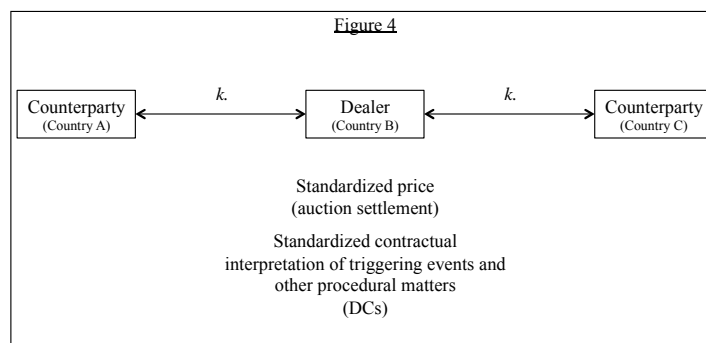 Figure 4
k. k.
Counterparty Dealer Counterparty
(Country A) (Country B) (Country C)
Standardized price
(auction settlement)
Standardized contractual
interpretation of triggering events and
other procedural matters
(DCs)